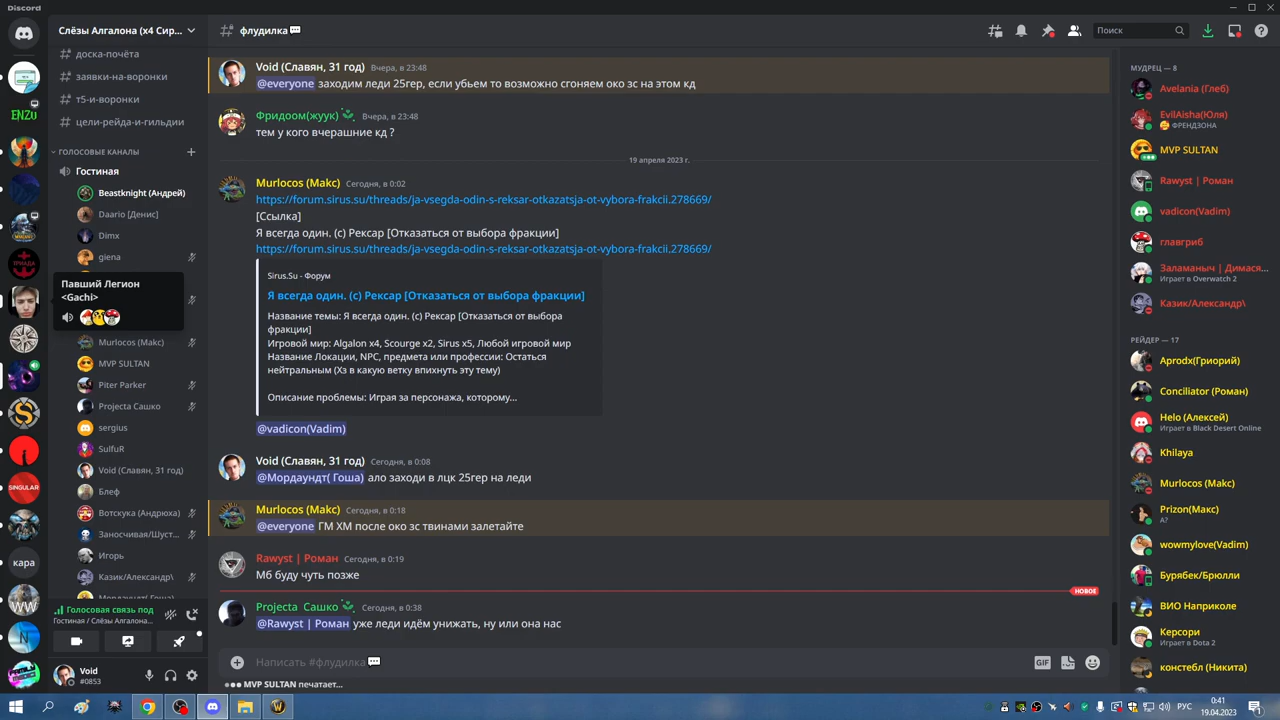 Discord
Слёзы Алгалона (x4 Сир...
доска-почёта
заявки-на-воронки
т5-и-воронки
цели-рейда-и-гильдии
ГОЛОСОВЫЕ КАНАЛЫ
Гостиная
Beastknight (Андрей)
Daario [Денис]
Dimx
giena
Павший Легион
<Gachi>
Murlocos (Макс)
MVP SULTAN
Piter Parker
Projecta Сашко
sergius
SulfuR
Void (Славян, 31 год)
Блеф
Вотскука (Андрюха)
Заносчивая/Шуст...
Игорь
Казик/Александр\
Мордаундт( Гоша)
Голосовая связь под
Гостиная / Слёзы Алгалона...
Void
#0853
ENZU
ТРИАДА
SINGULAR
кара
WW
флудилка
Поиск
Void (Славян, 31 год) Вчера, в 23:48
@everyone заходим леди 25гер, если убьем то возможно сгоняем око зс на этом кд
Фридоом(жуук) Вчера, в 23:48
тем у кого вчерашние кд ?
19 апреля 2023 г.
Murlocos (Макс) Сегодня, в 0:02
https://forum.sirus.su/threads/ja-vsegda-odin-s-reksar-otkazatsja-ot-vybora-frakcii.278669/
[Ссылка]
Я всегда один. (с) Рексар [Отказаться от выбора фракции]
https://forum.sirus.su/threads/ja-vsegda-odin-s-reksar-otkazatsja-ot-vybora-frakcii.278669/
Sirus.Su - Форум
Я всегда один. (с) Рексар [Отказаться от выбора фракции]
Название темы: Я всегда один. (с) Рексар [Отказаться от выбора
фракции]
Игровой мир: Algalon x4, Scourge x2, Sirus x5, Любой игровой мир
Название Локации, NPC, предмета или профессии: Остаться
нейтральным (Хз в какую ветку впихнуть эту тему)
Описание проблемы: Играя за персонажа, которому...
@vadicon(Vadim)
Void (Славян, 31 год) Сегодня, в 0:08
@Мордаундт( Гоша) ало заходи в лцк 25гер на леди
Murlocos (Макс) Сегодня, в 0:18
@everyone ГМ ХМ после око зс твинами залетайте
Rawyst | Роман Сегодня, в 0:19
Мб буду чуть позже
НОВОЕ
Projecta Сашко Сегодня, в 0:38
@Rawyst | Роман уже леди идём унижать, ну или она нас
Написать #флудилка
GIF
MVP SULTAN печатает...
МУДРЕЦ — 8
Avelania (Глеб)
EvilAisha(Юля)
ФРЕНДЗОНА
MVP SULTAN
Rawyst | Роман
vadicon(Vadim)
главгриб
Заламаныч | Димася...
Играет в Overwatch 2
Казик/Александр\
РЕЙДЕР — 17
Aprodx(Гриорий)
Conciliator (Роман)
Helo (Алексей)
Играет в Black Desert Online
Khilaya
Murlocos (Макс)
Prizon(Макс)
А?
wowmylove(Vadim)
Бурябек/Брюлли
ВИО Наприколе
Керсори
Играет в Dota 2
констебл (Никита)
РУС
0:41
19.04.2023